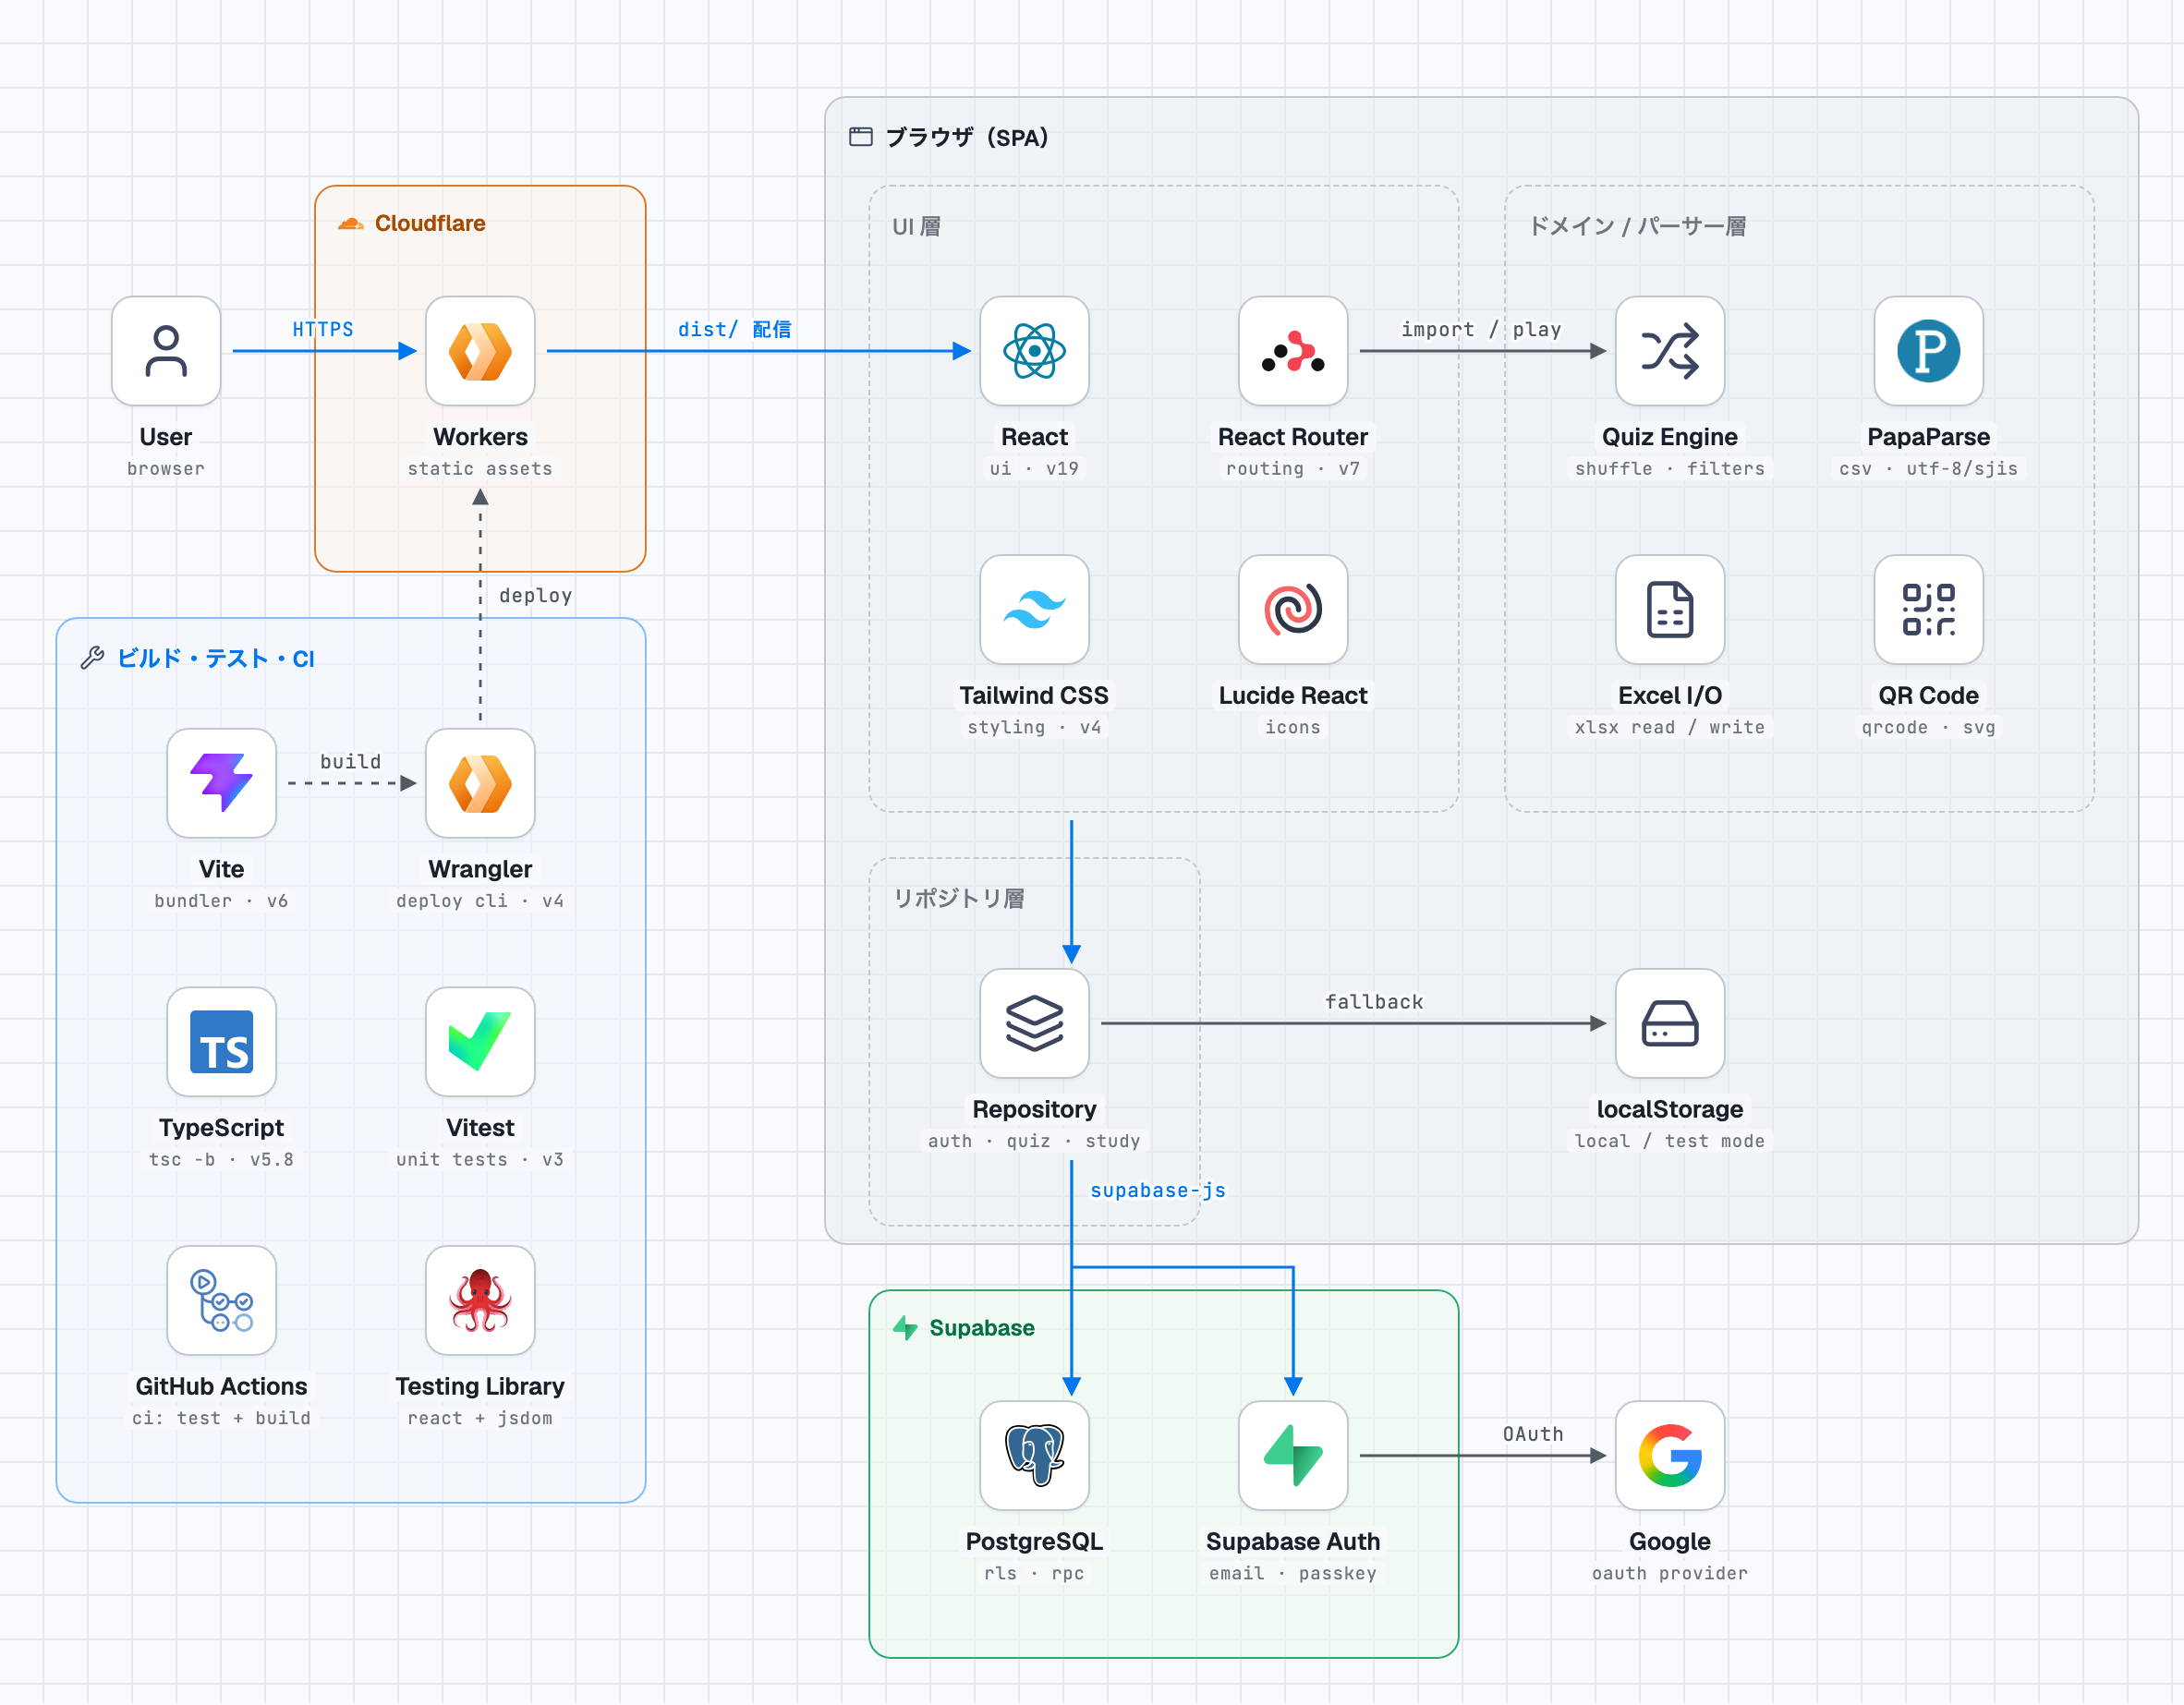 ブラウザ（SPA）
Cloudflare
UI 層
ドメイン / パーサー層
HTTPS
dist/ 配信
import / play
P
User
browser
Workers
static assets
React
ui · v19
React Router
routing · v7
Quiz Engine
shuffle · filters
PapaParse
csv · utf-8/sjis
deploy
ビルド・テスト・CI
Tailwind CSS
styling · v4
Lucide React
icons
Excel I/O
xlsx read / write
QR Code
qrcode · svg
build
Vite
bundler · v6
Wrangler
deploy cli · v4
リポジトリ層
fallback
TS
TypeScript
tsc -b · v5.8
Vitest
unit tests · v3
Repository
auth · quiz · study
localStorage
local / test mode
supabase-js
GitHub Actions
ci: test + build
Testing Library
react + jsdom
Supabase
OAuth
PostgreSQL
rls · rpc
Supabase Auth
email · passkey
Google
oauth provider